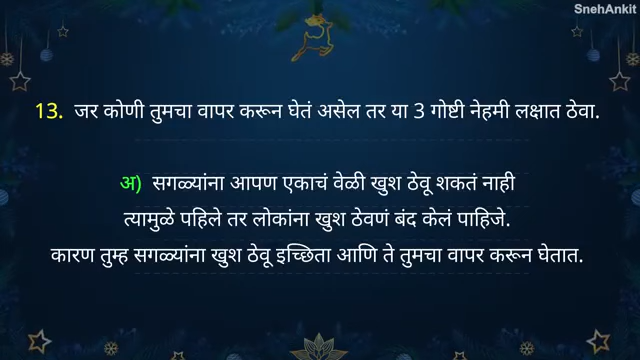 SnehAnkit
13. जर कोणी तुमचा वापर करून घेतं असेल तर या 3 गोष्टी नेहमी लक्षात ठेवा.
अ) सगळ्यांना आपण एकाचं वेळी खुश ठेवू शकतं नाही
त्यामुळे पहिले तर लोकांना खुश ठेवणं बंद केलं पाहिजे.
कारण तुम्ह सगळ्यांना खुश ठेवू इच्छिता आणि ते तुमचा वापर करून घेतात.